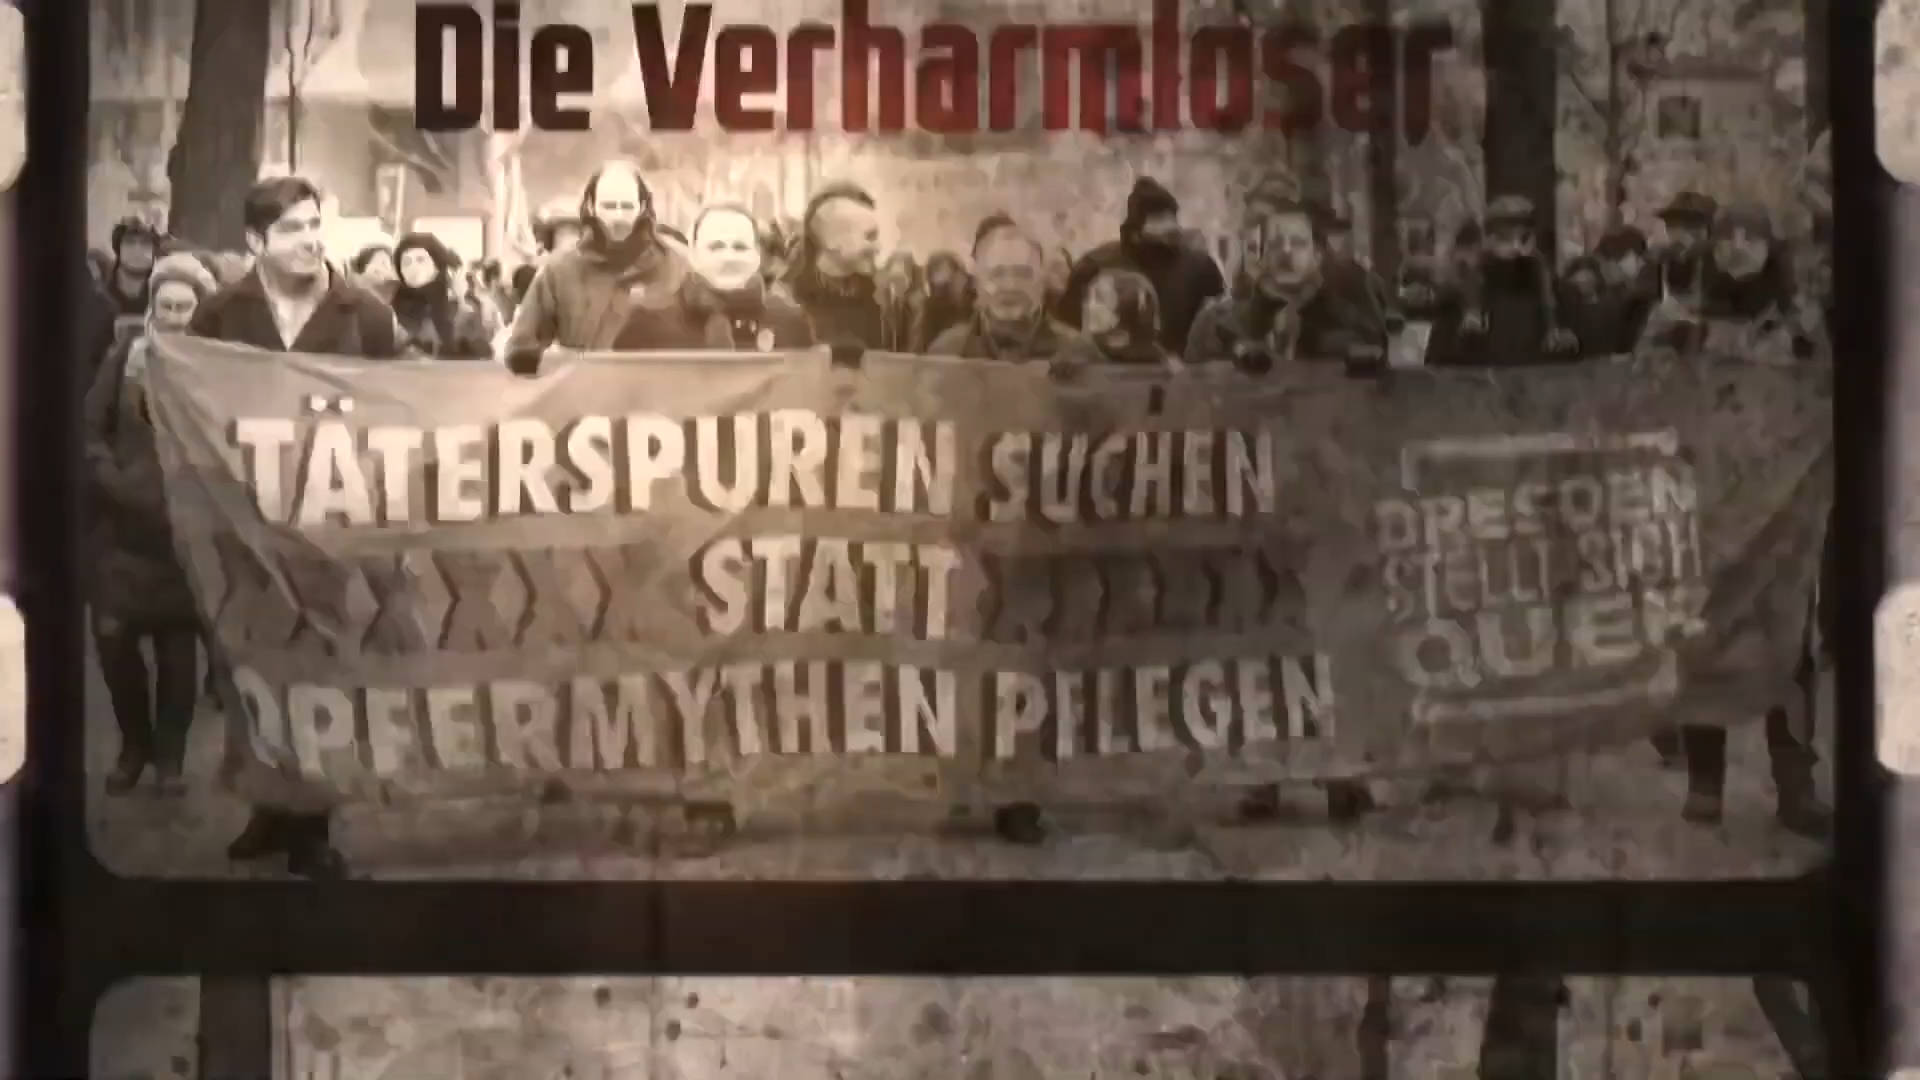 Die Verharmloser
TÄTERSPUREN SUCHEN
STATT
OPFERMYTHEN PFLEGEN
DRESDEN
STELLT SICH
QUER